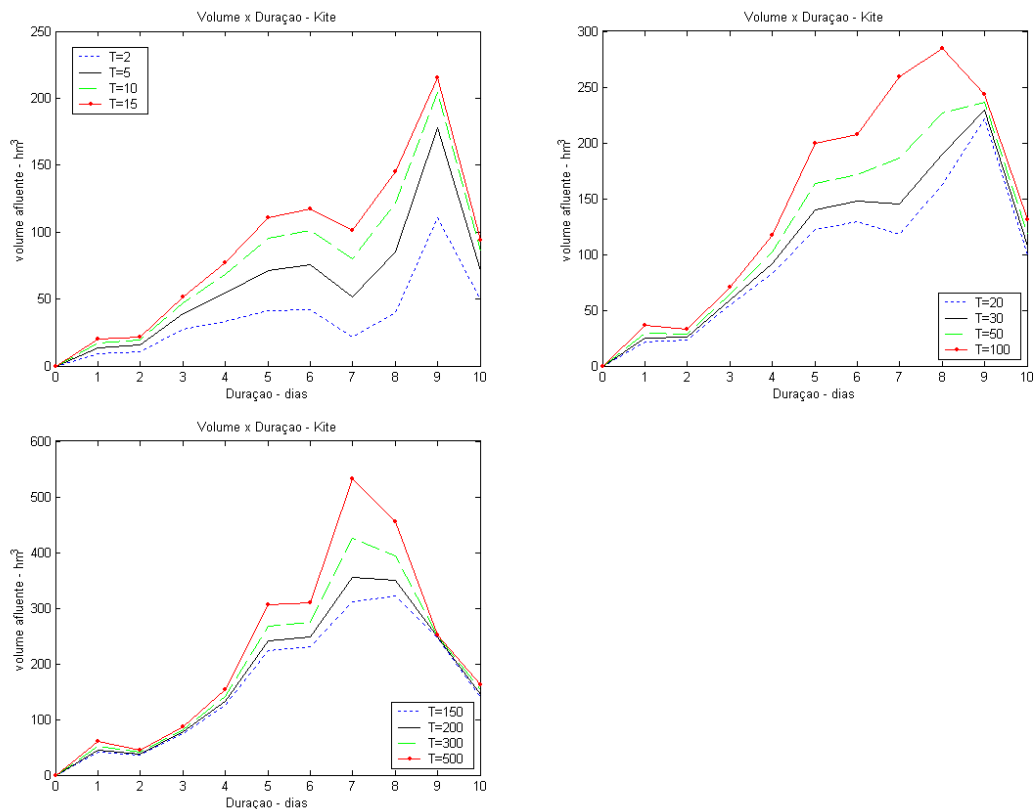 Volume x Duraçao - Kite
250
200
150
100
50
0
0 1 2 3 4 5 6 7 8 9 10
volume afluente - hm³
Duraçao - dias
T=2
T=5
T=10
T=15
Volume x Duraçao - Kite
300
250
200
150
100
50
0
0 1 2 3 4 5 6 7 8 9 10
volume afluente - hm³
Duraçao - dias
T=20
T=30
T=50
T=100
Volume x Duraçao - Kite
600
500
400
300
200
100
0
0 1 2 3 4 5 6 7 8 9 10
volume afluente - hm³
Duraçao - dias
T=150
T=200
T=300
T=500